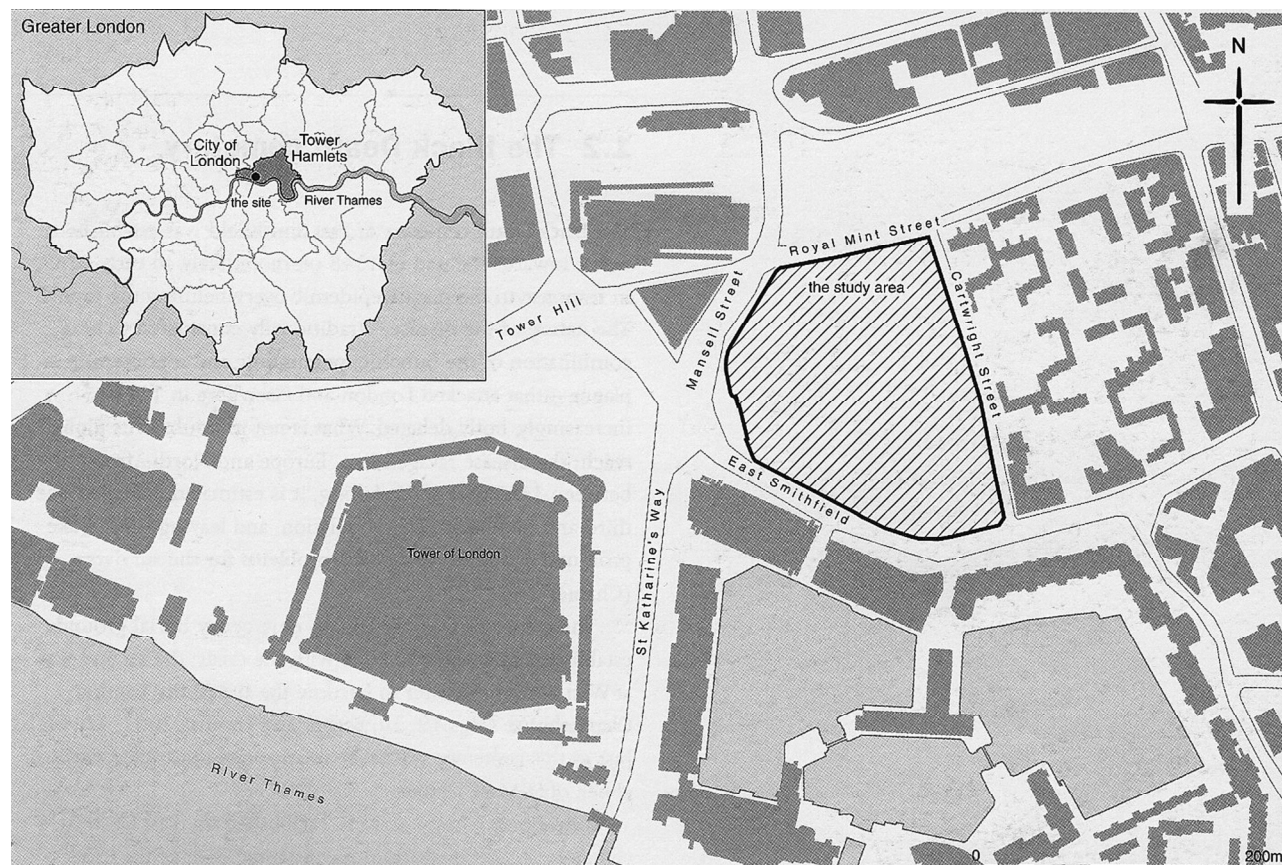 Greater London
City of
London
Tower
Hamlets
the site
River Thames
N
Royal Mint Street
the study area
Cartwright Street
Mansell Street
Tower Hill
East Smithfield
St Katharine's Way
Tower of London
River Thames
0
200m